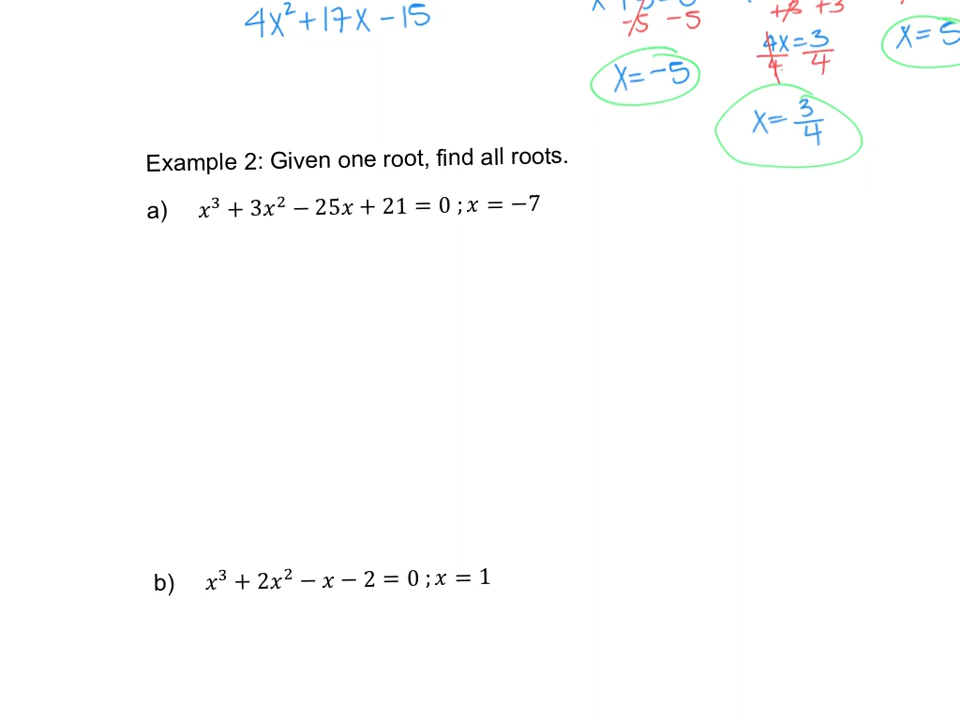 4x² + 17x - 15
-5 -5
+3 +3
4x = 3
4 4
x = -5
x = 3/4
x = 5
Example 2: Given one root, find all roots.
a) x³ + 3x² − 25x + 21 = 0 ; x = −7
b) x³ + 2x² − x − 2 = 0 ; x = 1